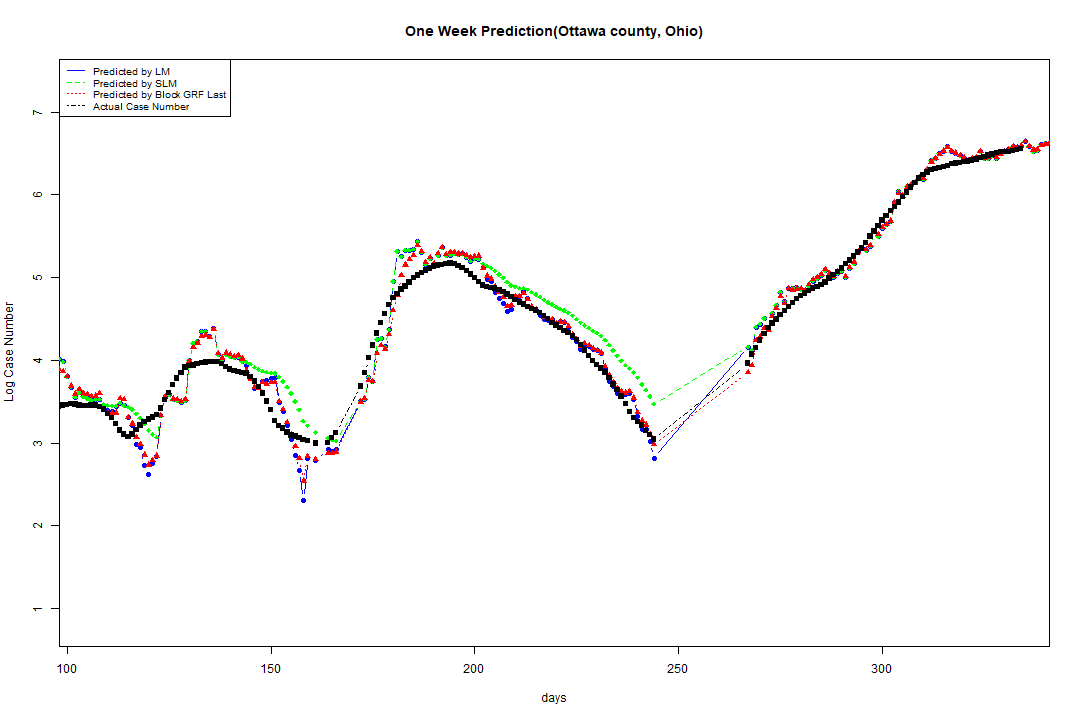 One Week Prediction(Ottawa county, Ohio)
Predicted by LM
Predicted by SLM
Predicted by Block GRF Last
Actual Case Number
Log Case Number
7
6
5
4
3
2
1
100 150 200 250 300
days